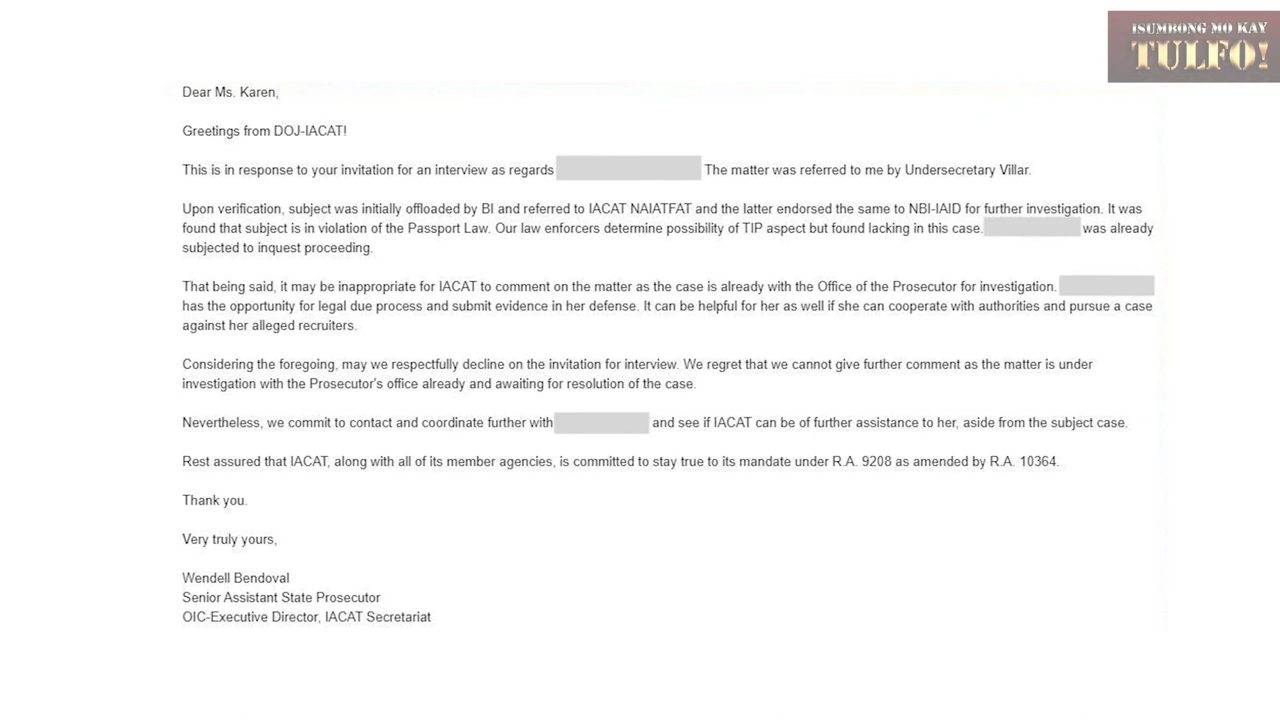 ISUMBONG MO KAY
TULFO!
Dear Ms. Karen,
Greetings from DOJ-IACAT!
This is in response to your invitation for an interview as regards The matter was referred to me by Undersecretary Villar.
Upon verification, subject was initially offloaded by BI and referred to IACAT NAIATFAT and the latter endorsed the same to NBI-IAID for further investigation. It was
found that subject is in violation of the Passport Law. Our law enforcers determine possibility of TIP aspect but found lacking in this case. was already
subjected to inquest proceeding.
That being said, it may be inappropriate for IACAT to comment on the matter as the case is already with the Office of the Prosecutor for investigation.
has the opportunity for legal due process and submit evidence in her defense. It can be helpful for her as well if she can cooperate with authorities and pursue a case
against her alleged recruiters.
Considering the foregoing, may we respectfully decline on the invitation for interview. We regret that we cannot give further comment as the matter is under
investigation with the Prosecutor's office already and awaiting for resolution of the case.
Nevertheless, we commit to contact and coordinate further with and see if IACAT can be of further assistance to her, aside from the subject case.
Rest assured that IACAT, along with all of its member agencies, is committed to stay true to its mandate under R.A. 9208 as amended by R.A. 10364.
Thank you.
Very truly yours,
Wendell Bendoval
Senior Assistant State Prosecutor
OIC-Executive Director, IACAT Secretariat